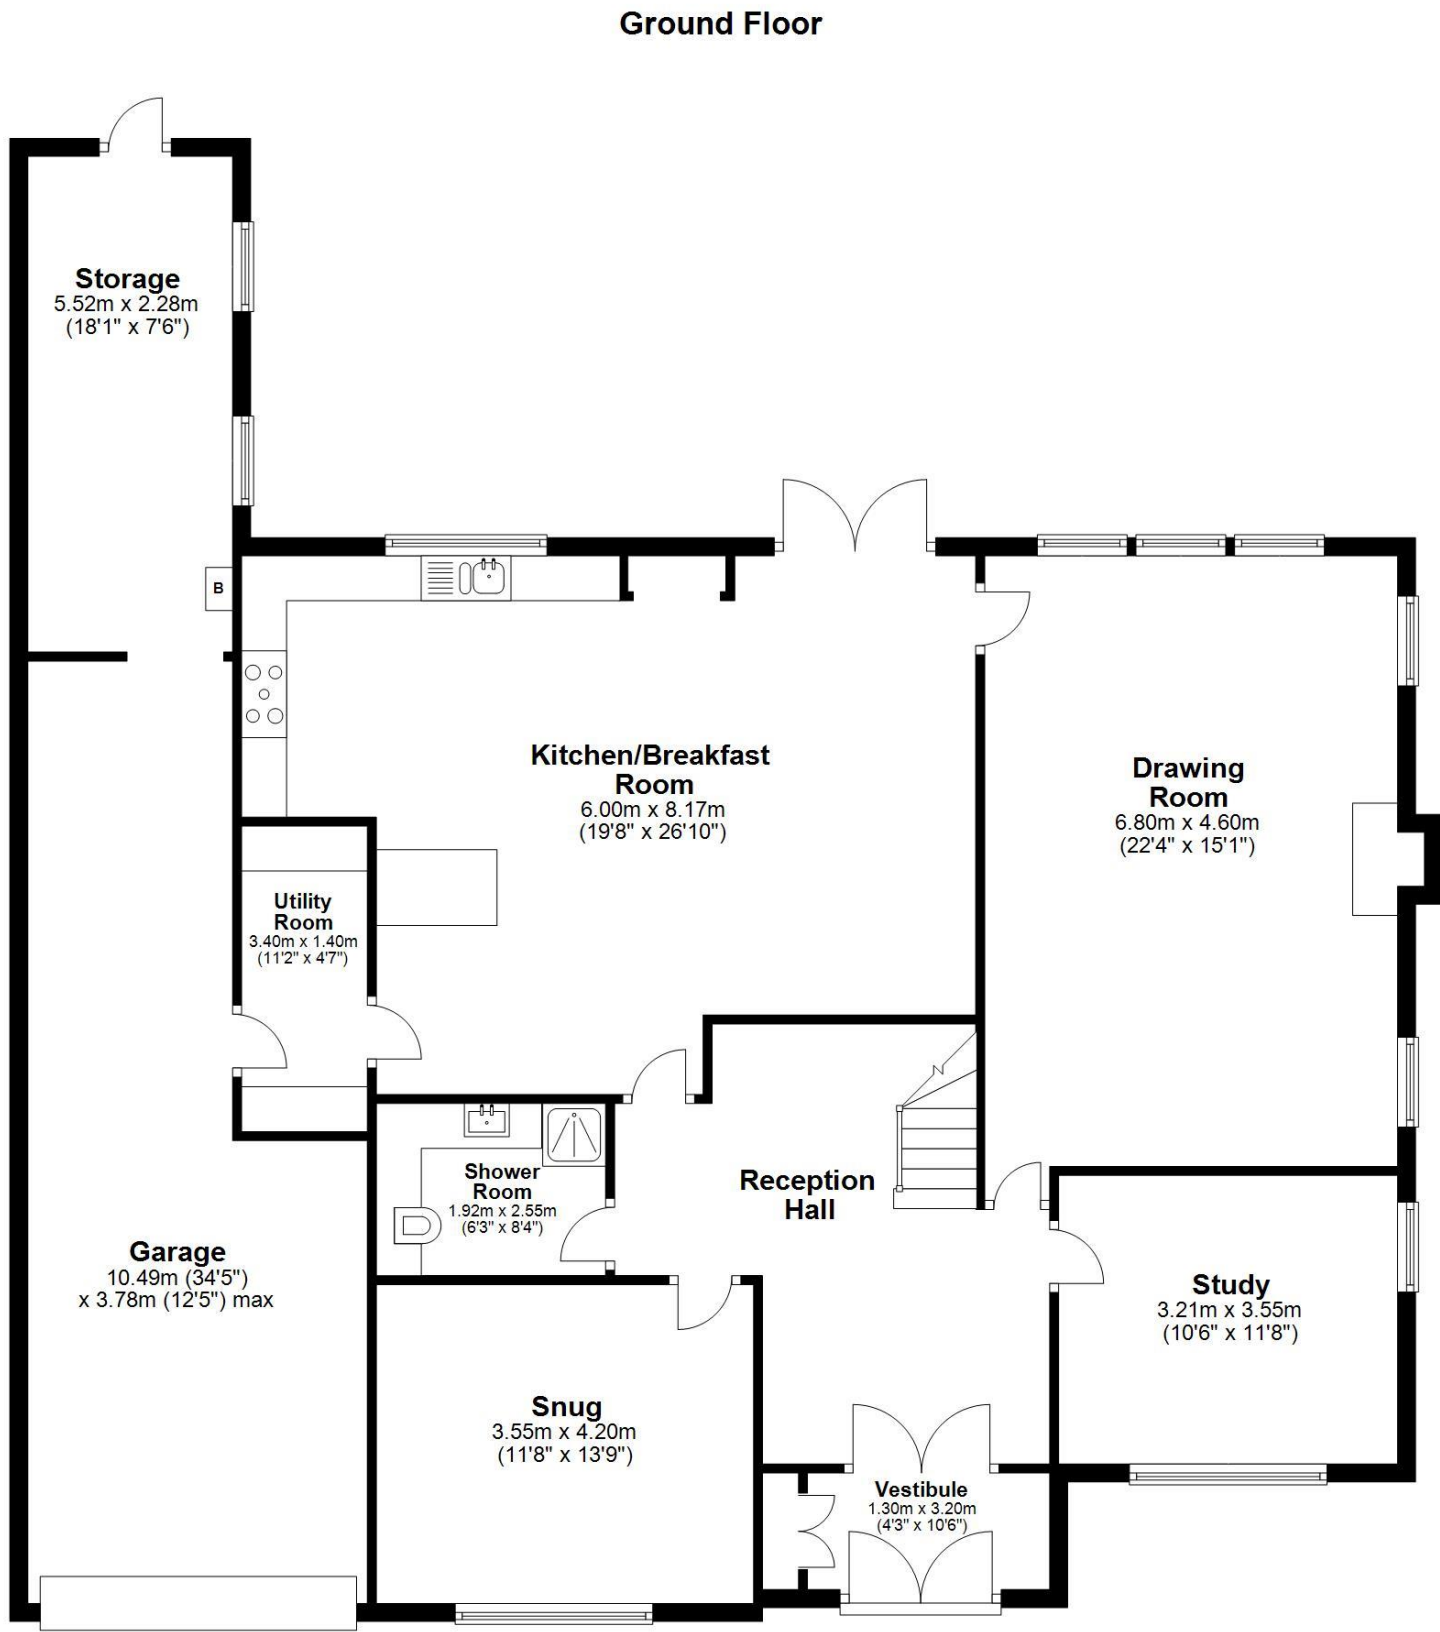 Ground Floor
Storage
5.52m x 2.28m
(18'1" x 7'6")
B
Kitchen/Breakfast
Room
6.00m x 8.17m
(19'8" x 26'10")
Drawing
Room
6.80m x 4.60m
(22'4" x 15'1")
Utility
Room
3.40m x 1.40m
(11'2" x 4'7")
Shower
Room
1.92m x 2.55m
(6'3" x 8'4")
Reception
Hall
Garage
10.49m (34'5")
x 3.78m (12'5") max
Study
3.21m x 3.55m
(10'6" x 11'8")
Snug
3.55m x 4.20m
(11'8" x 13'9")
Vestibule
1.30m x 3.20m
(4'3" x 10'6")